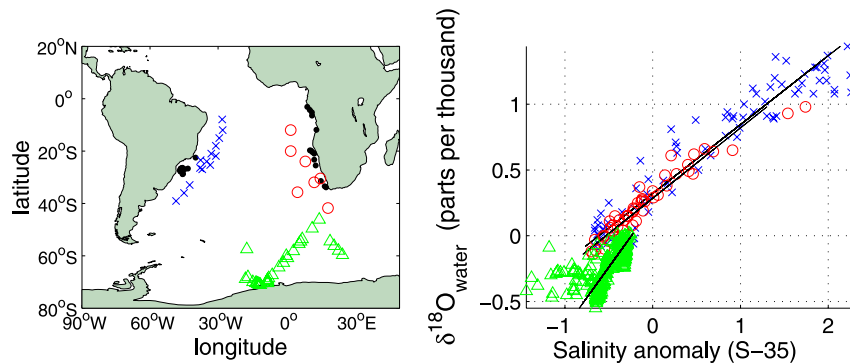 20°N
0°
20°S
40°S
60°S
80°S
latitude
90°W
60°W
30°W
0°
30°E
longitude
1
0.5
0
−0.5
δ18Owater (parts per thousand)
−1
0
1
2
Salinity anomaly (S−35)